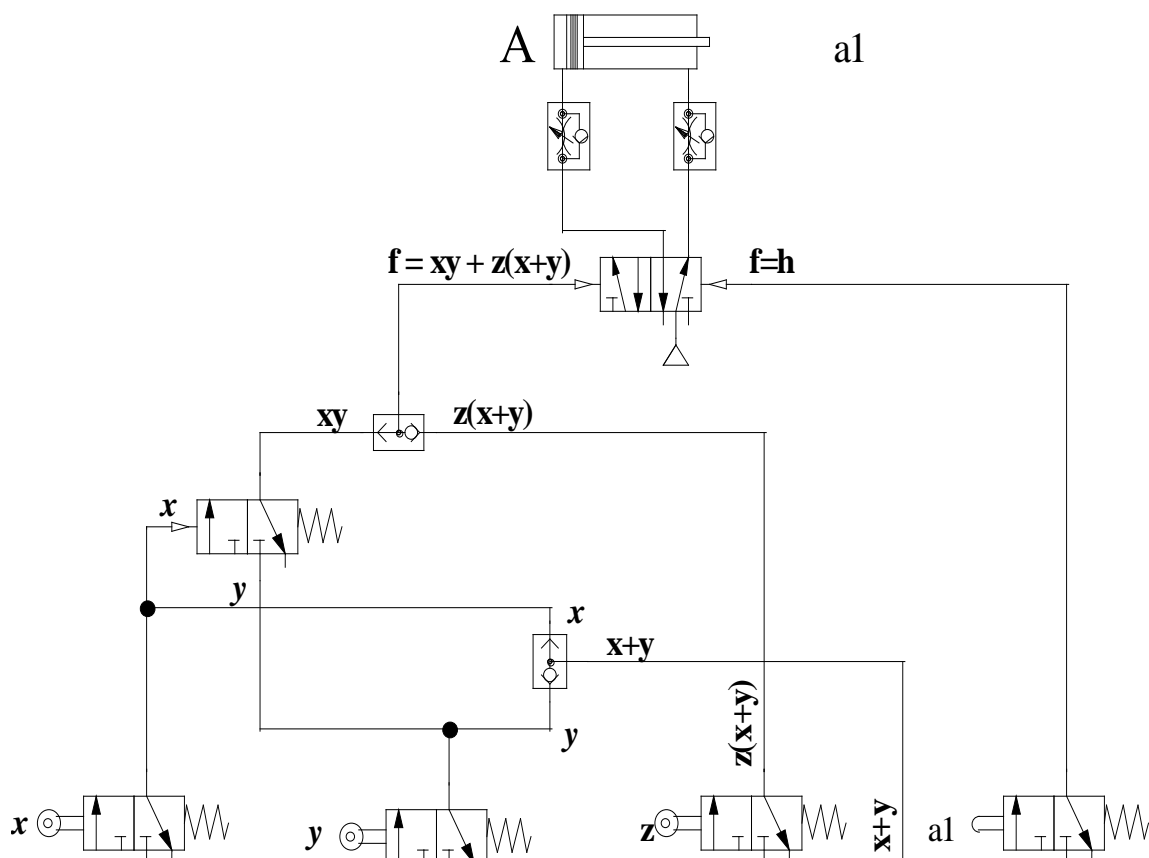 A
a1
f = xy + z(x+y)
f=h
xy
z(x+y)
x
y
x
x+y
y
z(x+y)
x+y
x
y
z
a1